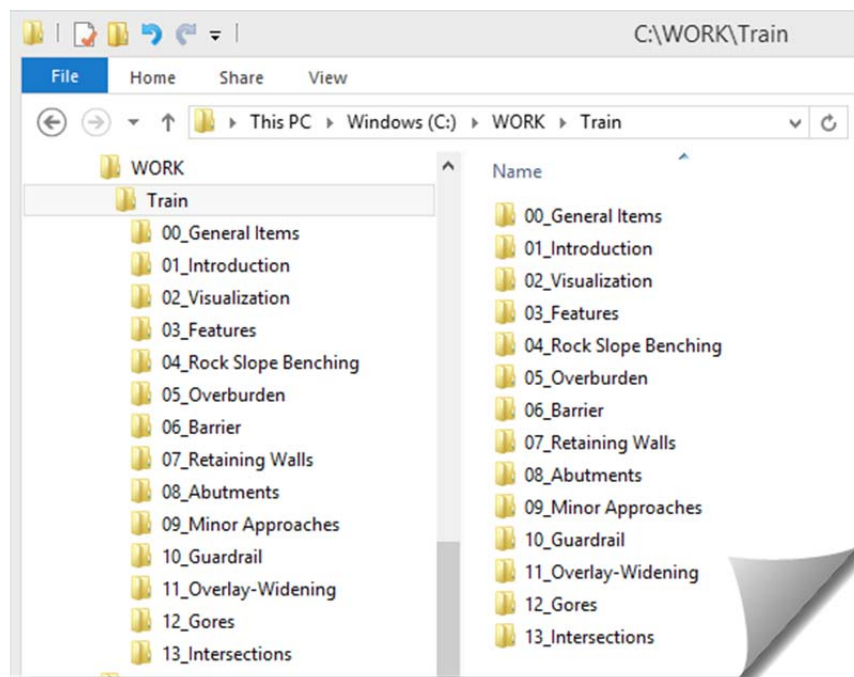 C:\WORK\Train
File Home Share View
This PC Windows (C:) WORK Train
WORK
Train
00_General Items
01_Introduction
02_Visualization
03_Features
04_Rock Slope Benching
05_Overburden
06_Barrier
07_Retaining Walls
08_Abutments
09_Minor Approaches
10_Guardrail
11_Overlay-Widening
12_Gores
13_Intersections
Name
00_General Items
01_Introduction
02_Visualization
03_Features
04_Rock Slope Benching
05_Overburden
06_Barrier
07_Retaining Walls
08_Abutments
09_Minor Approaches
10_Guardrail
11_Overlay-Widening
12_Gores
13_Intersections